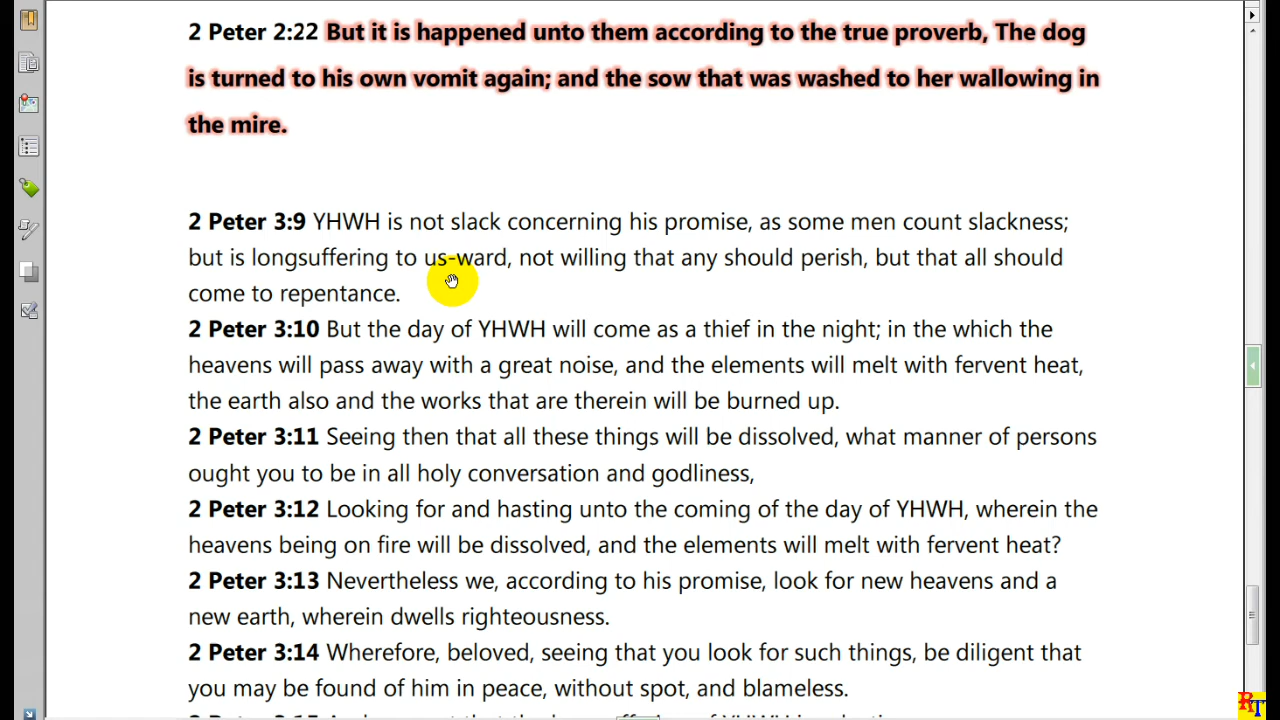 2 Peter 2:22 But it is happened unto them according to the true proverb, The dog
is turned to his own vomit again; and the sow that was washed to her wallowing in
the mire.
2 Peter 3:9 YHWH is not slack concerning his promise, as some men count slackness;
but is longsuffering to us-ward, not willing that any should perish, but that all should
come to repentance.
2 Peter 3:10 But the day of YHWH will come as a thief in the night; in the which the
heavens will pass away with a great noise, and the elements will melt with fervent heat,
the earth also and the works that are therein will be burned up.
2 Peter 3:11 Seeing then that all these things will be dissolved, what manner of persons
ought you to be in all holy conversation and godliness,
2 Peter 3:12 Looking for and hasting unto the coming of the day of YHWH, wherein the
heavens being on fire will be dissolved, and the elements will melt with fervent heat?
2 Peter 3:13 Nevertheless we, according to his promise, look for new heavens and a
new earth, wherein dwells righteousness.
2 Peter 3:14 Wherefore, beloved, seeing that you look for such things, be diligent that
you may be found of him in peace, without spot, and blameless.
RT